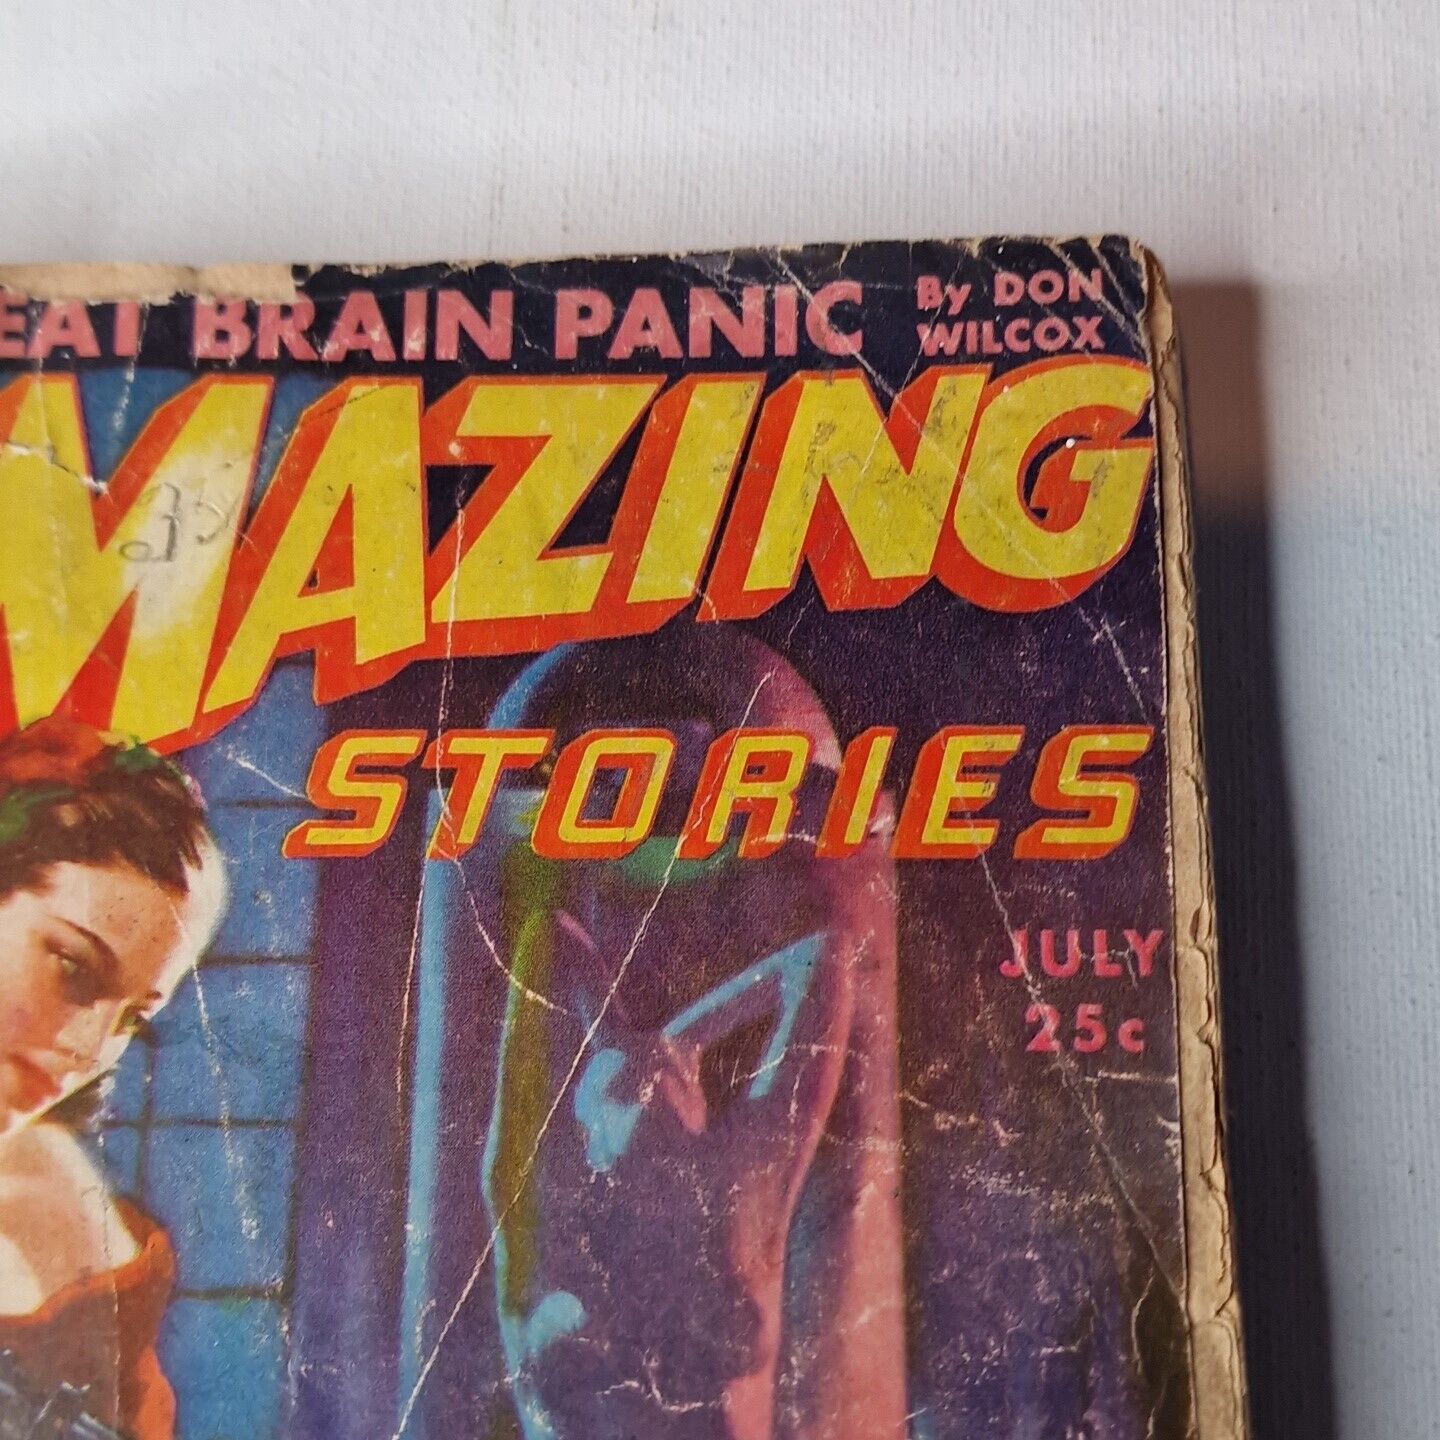 EAT BRAIN PANIC By DON WILCOX
MAZING
STORIES
JULY
25c